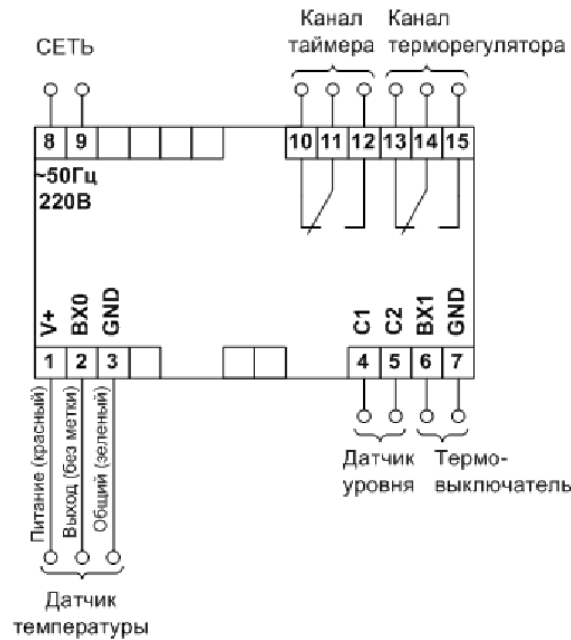 Канал
таймера
Канал
терморегулятора
СЕТЬ
8 9 10 11 12 13 14 15
~50Гц
220В
V+ BX0 GND C1 C2 BX1 GND
1 2 3 4 5 6 7
Питание (красный)
Выход (без метки)
Общий (зеленый)
Датчик
уровня
Термо-
выключатель
Датчик
температуры